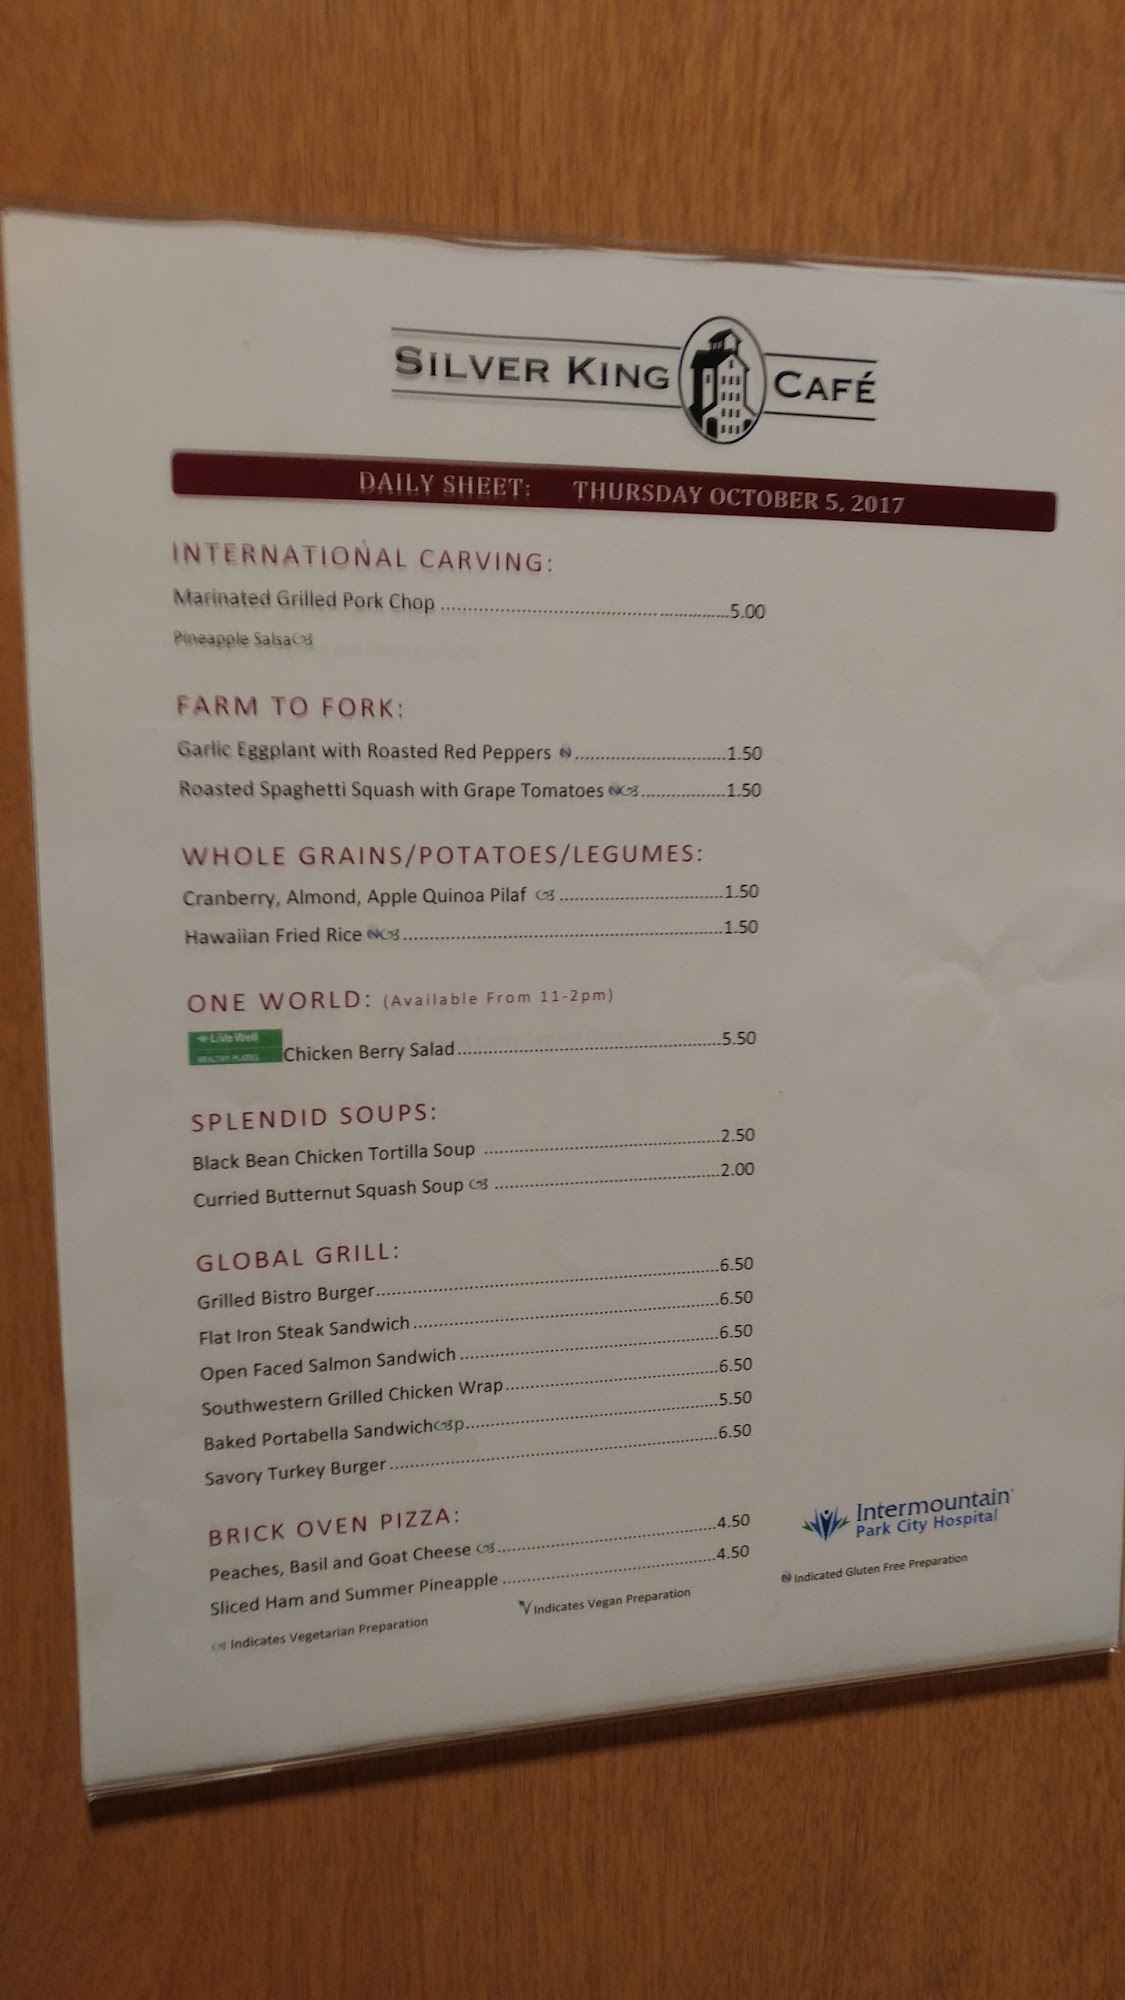 SILVER KING CAFÉ
DAILY SHEET: THURSDAY OCTOBER 5, 2017
INTERNATIONAL CARVING:
Marinated Grilled Pork Chop ........................................................5.00
Pineapple Salsa
FARM TO FORK:
Garlic Eggplant with Roasted Red Peppers N.............................1.50
Roasted Spaghetti Squash with Grape Tomatoes N................1.50
WHOLE GRAINS/POTATOES/LEGUMES:
Cranberry, Almond, Apple Quinoa Pilaf ...............................1.50
Hawaiian Fried Rice N.............................................................1.50
ONE WORLD: (Available From 11-2pm)
LiVe Well
HEALTHY PLATES
Chicken Berry Salad...................................................5.50
SPLENDID SOUPS:
Black Bean Chicken Tortilla Soup .............................................2.50
Curried Butternut Squash Soup ...........................................2.00
GLOBAL GRILL:
Grilled Bistro Burger.................................................................6.50
Flat Iron Steak Sandwich ..........................................................6.50
Open Faced Salmon Sandwich .................................................6.50
Southwestern Grilled Chicken Wrap.........................................6.50
Baked Portabella Sandwich p................................................5.50
Savory Turkey Burger ..............................................................6.50
BRICK OVEN PIZZA:
Peaches, Basil and Goat Cheese .........................................4.50
Sliced Ham and Summer Pineapple ........................................4.50
Intermountain
Park City Hospital
Indicates Vegetarian Preparation
V Indicates Vegan Preparation
N Indicated Gluten Free Preparation